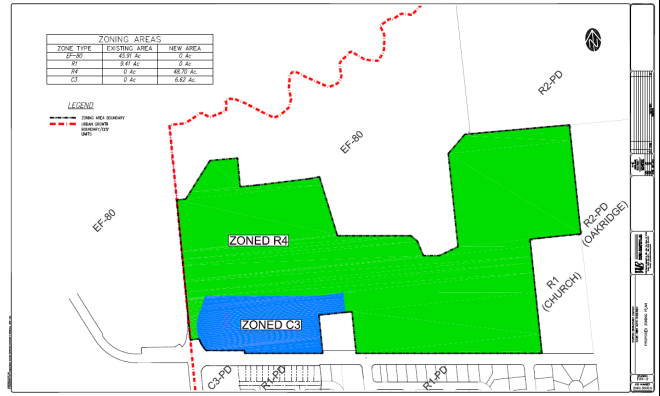 ZONING AREAS
ZONE TYPE EXISTING AREA NEW AREA
EF-80 45.91 Ac 0 Ac
R1 9.41 Ac 0 Ac
R4 0 Ac 48.70 Ac.
C3 0 Ac 6.62 Ac.
LEGEND
ZONING AREA BOUNDARY
URBAN GROWTH
BOUNDARY/CITY
LIMITS
R2-PD
EF-80
EF-80
R2-PD
(OAKRIDGE)
ZONED R4
R1
(CHURCH)
ZONED C3
C3-PD
R1-PD
R1-PD
PROPOSED ZONING PLAN